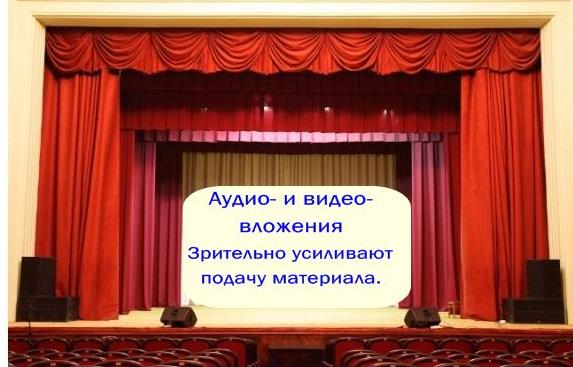 Аудио- и видео-
вложения
Зрительно усиливают
подачу материала.